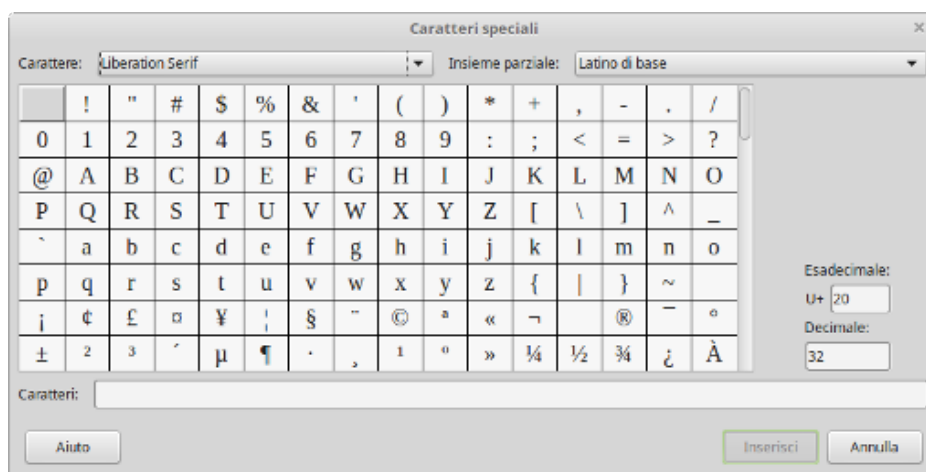 Caratteri speciali ×
Carattere: Liberation Serif Insieme parziale: Latino di base
! " # $ % & ' ( ) * + , - . /
0 1 2 3 4 5 6 7 8 9 : ; < = > ?
@ A B C D E F G H I J K L M N O
P Q R S T U V W X Y Z [ \ ] ^ _
` a b c d e f g h i j k l m n o
p q r s t u v w x y z { | } ~
¡ ¢ £ ¤ ¥ ¦ § ¨ © ª « ¬ ® ¯ °
± ² ³ ´ µ ¶ · ¸ ¹ º » ¼ ½ ¾ ¿ À
Esadecimale:
U+ 20
Decimale:
32
Caratteri:
Aiuto Inserisci Annulla